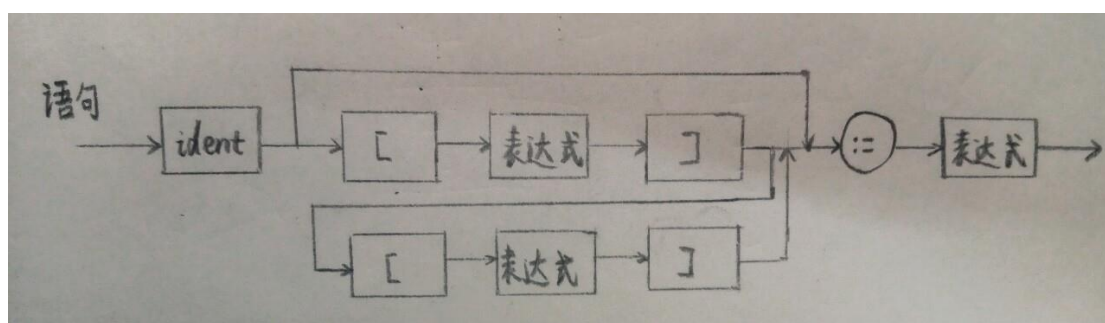 语句
ident [ 表达式 ] := 表达式
[ 表达式 ]